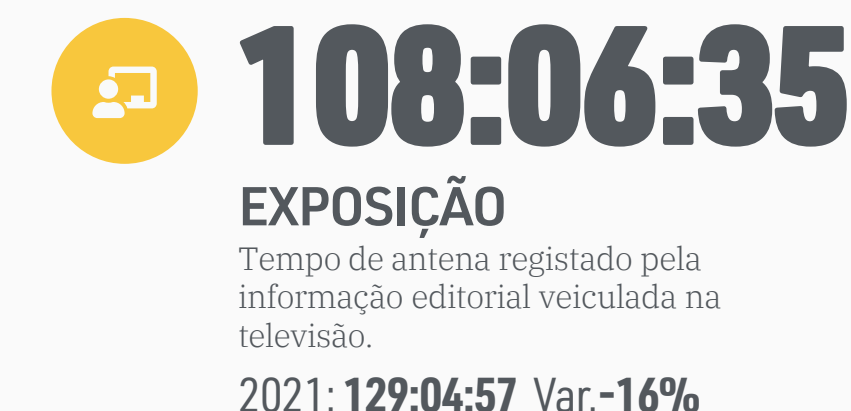 108:06:35
EXPOSIÇÃO
Tempo de antena registado pela
informação editorial veiculada na
televisão.
2021: 129:04:57 Var.-16%